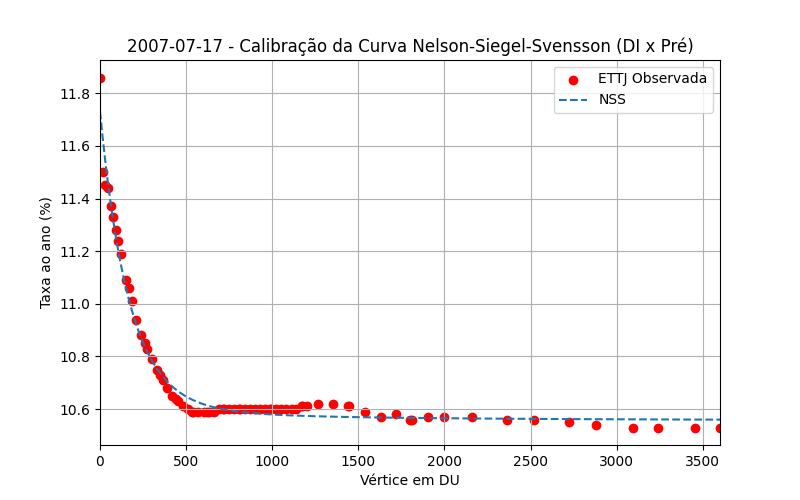 2007-07-17 - Calibração da Curva Nelson-Siegel-Svensson (DI x Pré)
ETTJ Observada
NSS
Taxa ao ano (%)
11.8
11.6
11.4
11.2
11.0
10.8
10.6
0 500 1000 1500 2000 2500 3000 3500
Vértice em DU